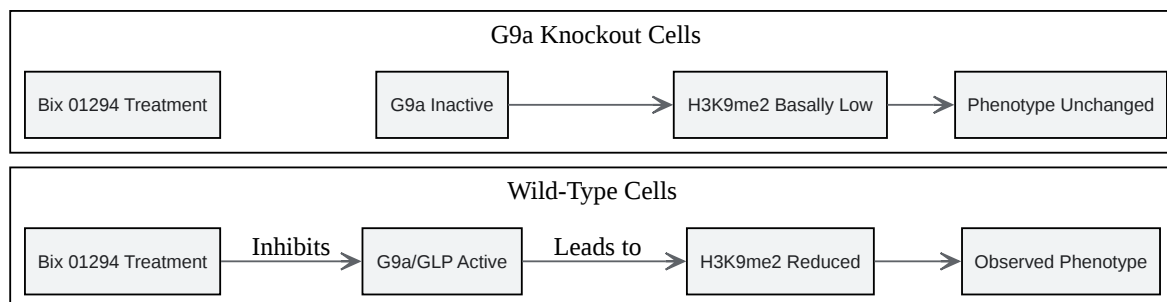 G9a Knockout Cells
Bix 01294 Treatment
G9a Inactive
H3K9me2 Basally Low
Phenotype Unchanged
Wild-Type Cells
Bix 01294 Treatment
Inhibits
G9a/GLP Active
Leads to
H3K9me2 Reduced
Observed Phenotype